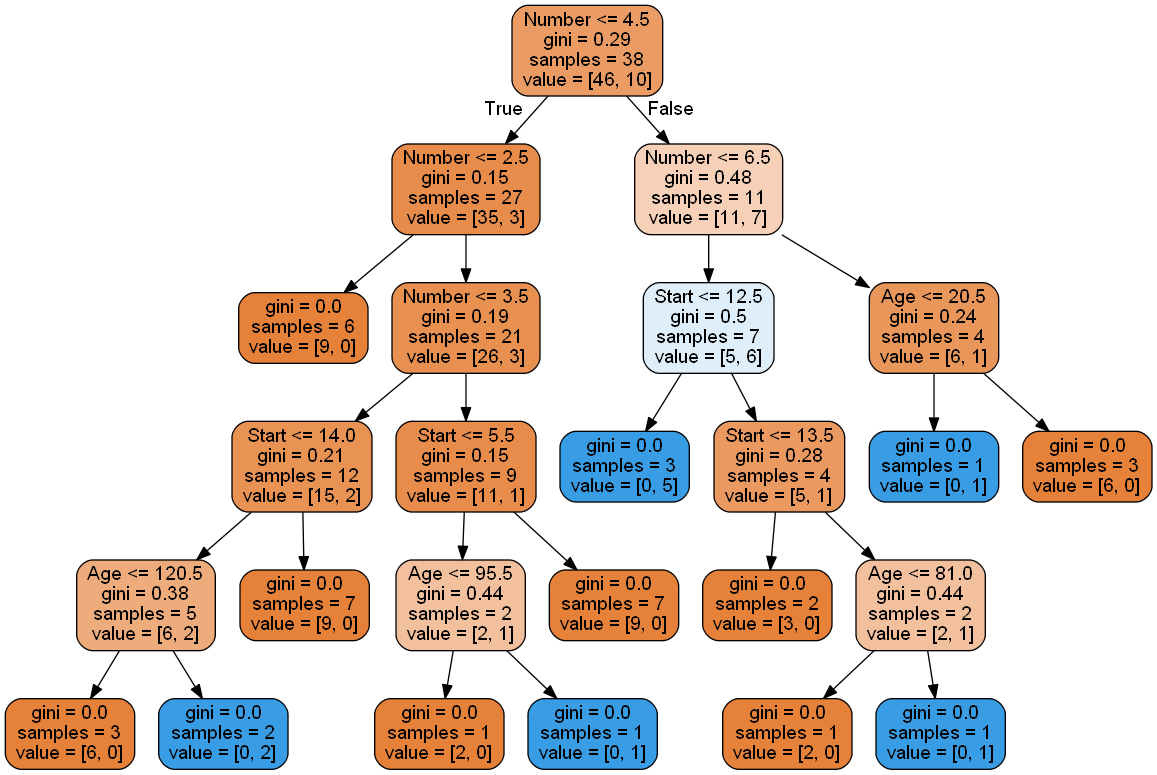 Number <= 4.5
gini = 0.29
samples = 38
value = [46, 10]
True
False
Number <= 2.5
gini = 0.15
samples = 27
value = [35, 3]
Number <= 6.5
gini = 0.48
samples = 11
value = [11, 7]
gini = 0.0
samples = 6
value = [9, 0]
Number <= 3.5
gini = 0.19
samples = 21
value = [26, 3]
Start <= 12.5
gini = 0.5
samples = 7
value = [5, 6]
Age <= 20.5
gini = 0.24
samples = 4
value = [6, 1]
Start <= 14.0
gini = 0.21
samples = 12
value = [15, 2]
Start <= 5.5
gini = 0.15
samples = 9
value = [11, 1]
gini = 0.0
samples = 3
value = [0, 5]
Start <= 13.5
gini = 0.28
samples = 4
value = [5, 1]
gini = 0.0
samples = 1
value = [0, 1]
gini = 0.0
samples = 3
value = [6, 0]
Age <= 120.5
gini = 0.38
samples = 5
value = [6, 2]
gini = 0.0
samples = 7
value = [9, 0]
Age <= 95.5
gini = 0.44
samples = 2
value = [2, 1]
gini = 0.0
samples = 7
value = [9, 0]
gini = 0.0
samples = 2
value = [3, 0]
Age <= 81.0
gini = 0.44
samples = 2
value = [2, 1]
gini = 0.0
samples = 3
value = [6, 0]
gini = 0.0
samples = 2
value = [0, 2]
gini = 0.0
samples = 1
value = [2, 0]
gini = 0.0
samples = 1
value = [0, 1]
gini = 0.0
samples = 1
value = [2, 0]
gini = 0.0
samples = 1
value = [0, 1]